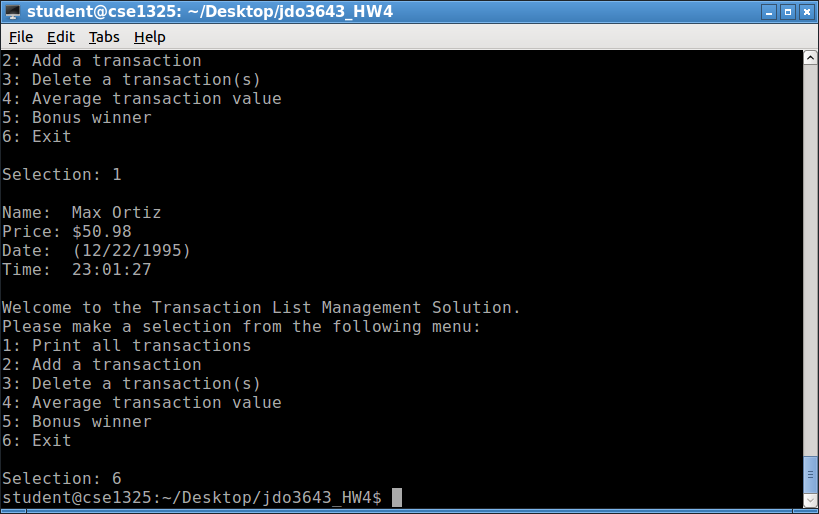 student@cse1325: ~/Desktop/jdo3643_HW4
File Edit Tabs Help
2: Add a transaction
3: Delete a transaction(s)
4: Average transaction value
5: Bonus winner
6: Exit
Selection: 1
Name:  Max Ortiz
Price: $50.98
Date:  (12/22/1995)
Time:  23:01:27
Welcome to the Transaction List Management Solution.
Please make a selection from the following menu:
1: Print all transactions
2: Add a transaction
3: Delete a transaction(s)
4: Average transaction value
5: Bonus winner
6: Exit
Selection: 6
student@cse1325:~/Desktop/jdo3643_HW4$